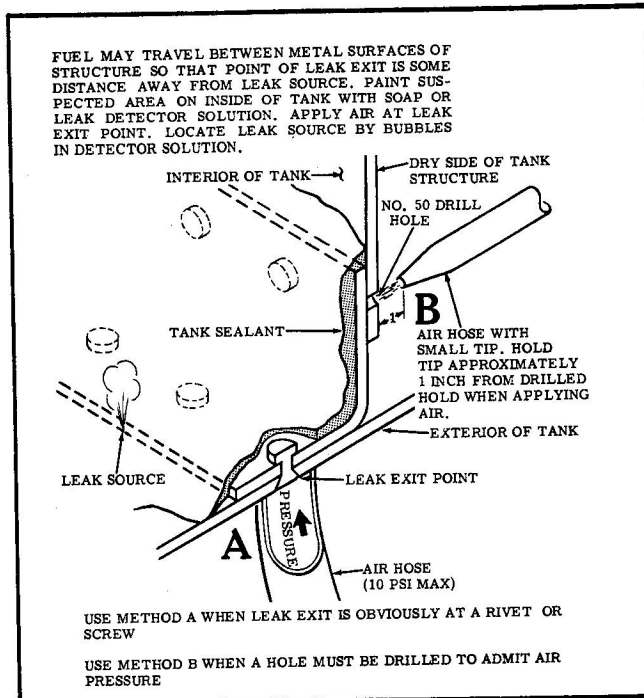 FUEL MAY TRAVEL BETWEEN METAL SURFACES OF
STRUCTURE SO THAT POINT OF LEAK EXIT IS SOME
DISTANCE AWAY FROM LEAK SOURCE. PAINT SUS-
PECTED AREA ON INSIDE OF TANK WITH SOAP OR
LEAK DETECTOR SOLUTION. APPLY AIR AT LEAK
EXIT POINT. LOCATE LEAK SOURCE BY BUBBLES
IN DETECTOR SOLUTION.
INTERIOR OF TANK
DRY SIDE OF TANK
STRUCTURE
NO. 50 DRILL
HOLE
1"
B
TANK SEALANT
AIR HOSE WITH
SMALL TIP. HOLD
TIP APPROXIMATELY
1 INCH FROM DRILLED
HOLD WHEN APPLYING
AIR.
EXTERIOR OF TANK
LEAK SOURCE
LEAK EXIT POINT
A
PRESSURE
AIR HOSE
(10 PSI MAX)
USE METHOD A WHEN LEAK EXIT IS OBVIOUSLY AT A RIVET OR
SCREW
USE METHOD B WHEN A HOLE MUST BE DRILLED TO ADMIT AIR
PRESSURE